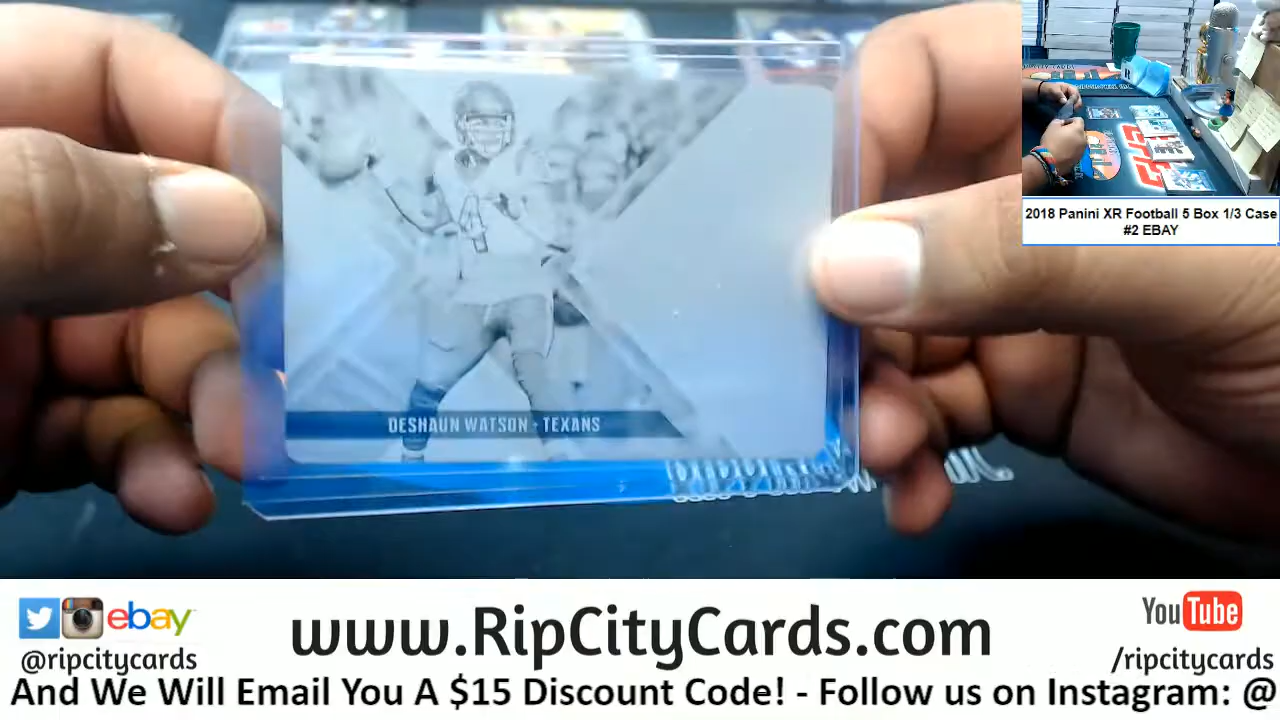 4
DESHAUN WATSON - TEXANS
2018 Panini XR Football 5 Box 1/3 Case
#2 EBAY
ebay
@ripcitycards
www.RipCityCards.com
You Tube
/ripcitycards
And We Will Email You A $15 Discount Code! - Follow us on Instagram: @